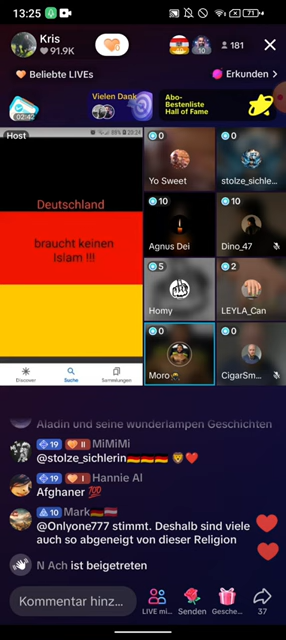 13:25
71
Kris
91.9K
10
181
Beliebte LIVEs
Erkunden >
02:42
Vielen Dank
Abo-
Bestenliste
Hall of Fame
Host
Deutschland
braucht keinen
Islam !!!
Discover
Suche
Sammlungen
0
Yo Sweet
0
stolze_sichle...
10
Agnus Dei
10
Dino_47
5
Homy
2
LEYLA_Can
0
Moro
0
CigarSm...
Aladin und seine wunderlampen Geschichten
19 II MiMiMi
@stolze_sichlerin🇩🇪🇩🇪🇩🇪 🦁❤️
19 I Hannie Al
Afghaner 💯
10 Mark🇩🇪🇦🇹
@Onlyone777 stimmt. Deshalb sind viele
auch so abgeneigt von dieser Religion
N Ach ist beigetreten
Kommentar hinz...
LIVE mi...
Senden
Gesche...
37